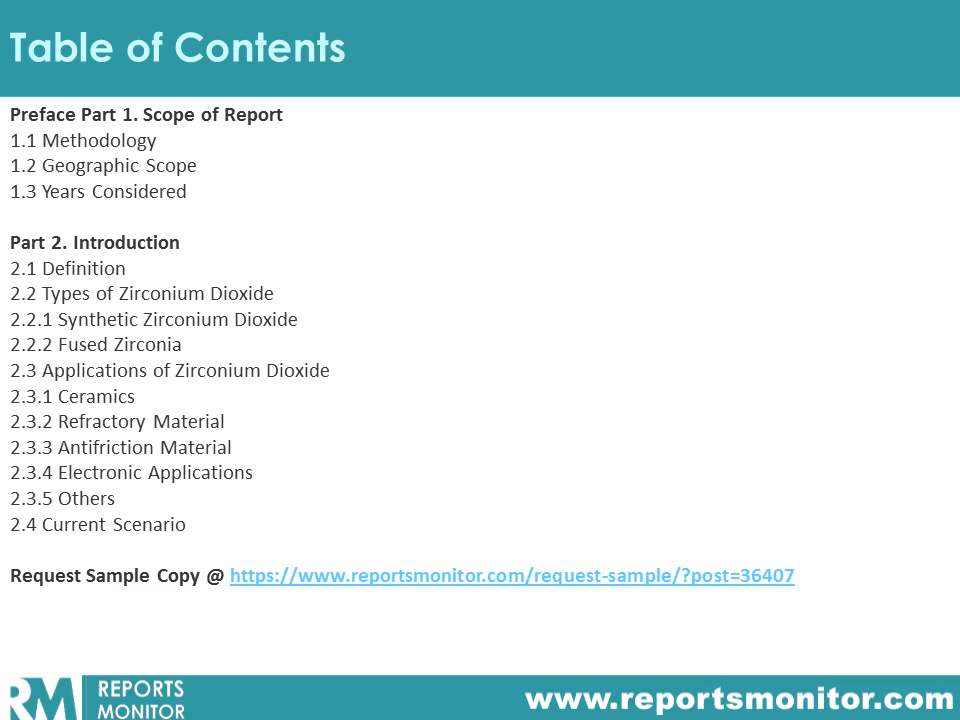 Table of Contents
Preface Part 1. Scope of Report
1.1 Methodology
1.2 Geographic Scope
1.3 Years Considered
Part 2. Introduction
2.1 Definition
2.2 Types of Zirconium Dioxide
2.2.1 Synthetic Zirconium Dioxide
2.2.2 Fused Zirconia
2.3 Applications of Zirconium Dioxide
2.3.1 Ceramics
2.3.2 Refractory Material
2.3.3 Antifriction Material
2.3.4 Electronic Applications
2.3.5 Others
2.4 Current Scenario
Request Sample Copy @ https://www.reportsmonitor.com/request-sample/?post=36407
RM
REPORTS
MONITOR
www.reportsmonitor.com